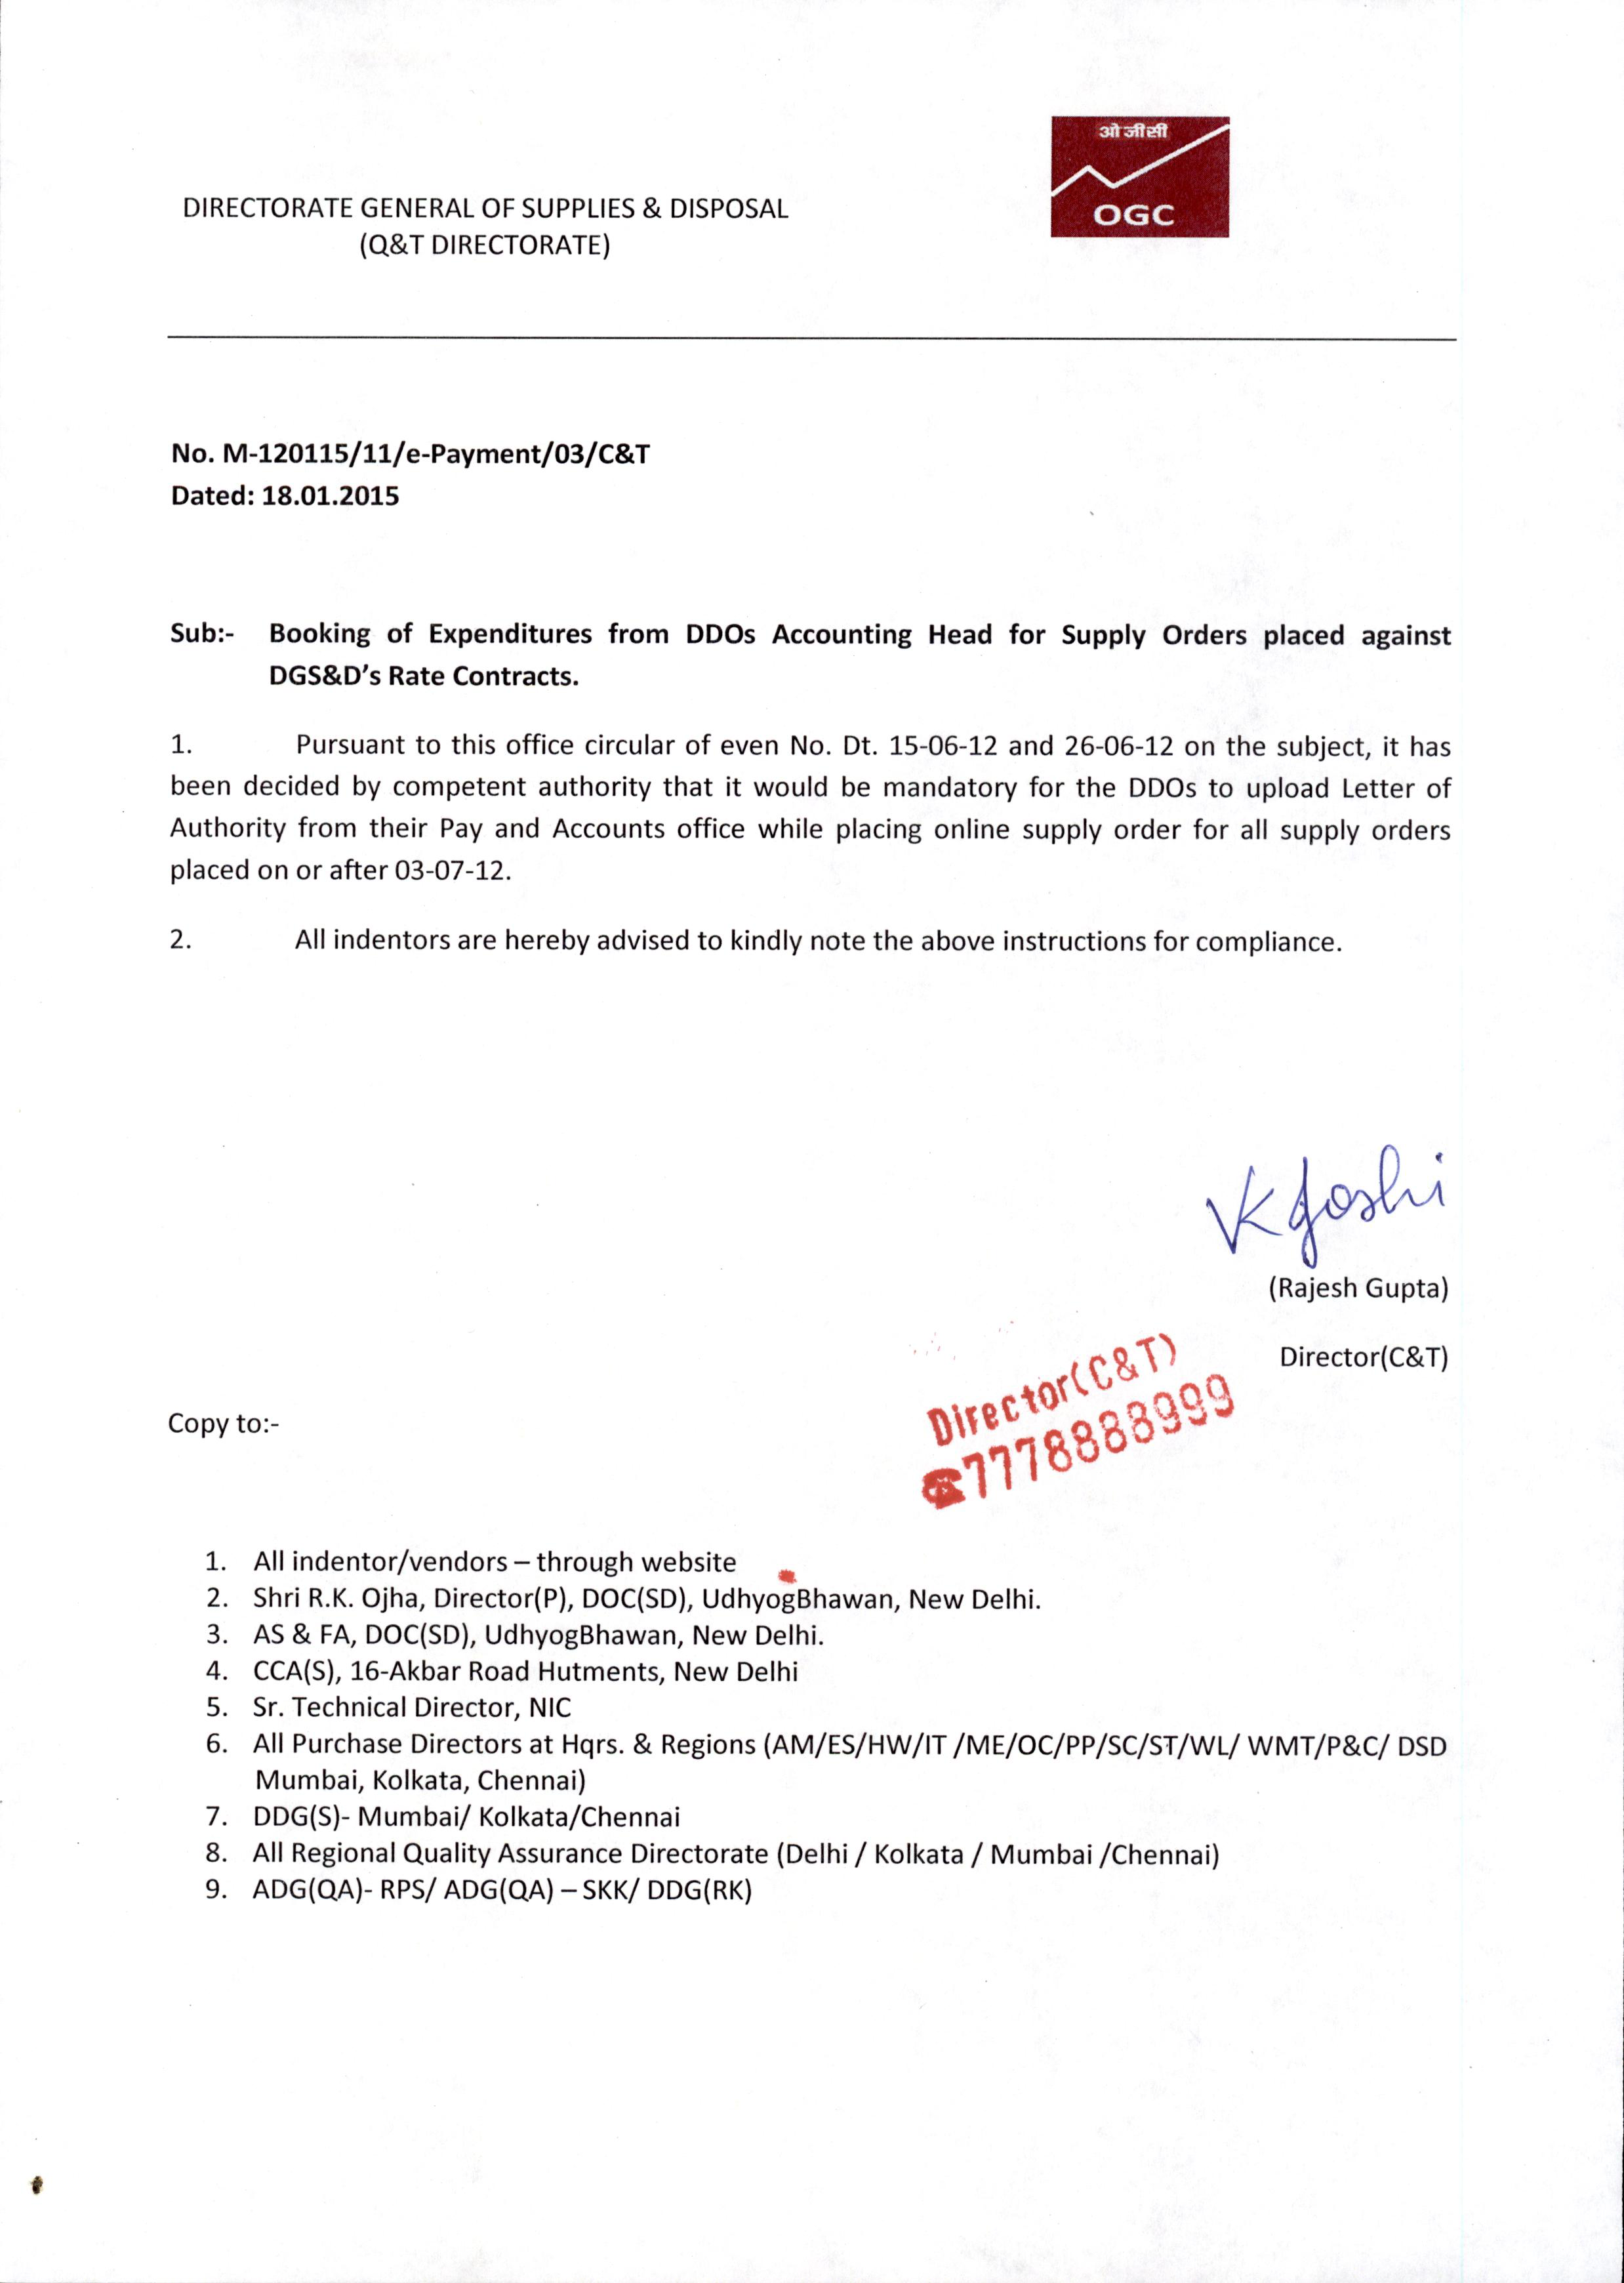 ओ जीसी
OGC
DIRECTORATE GENERAL OF SUPPLIES & DISPOSAL
(Q&T DIRECTORATE)
No. M-120115/11/e-Payment/03/C&T
Dated: 18.01.2015
Sub:- Booking of Expenditures from DDOs Accounting Head for Supply Orders placed against
DGS&D's Rate Contracts.
1. Pursuant to this office circular of even No. Dt. 15-06-12 and 26-06-12 on the subject, it has
been decided by competent authority that it would be mandatory for the DDOs to upload Letter of
Authority from their Pay and Accounts office while placing online supply order for all supply orders
placed on or after 03-07-12.
2. All indentors are hereby advised to kindly note the above instructions for compliance.
VKJoshi
(Rajesh Gupta)
Director(C&T)
Director(C&T)
☎7778888999
Copy to:-
1. All indentor/vendors – through website
2. Shri R.K. Ojha, Director(P), DOC(SD), UdhyogBhawan, New Delhi.
3. AS & FA, DOC(SD), UdhyogBhawan, New Delhi.
4. CCA(S), 16-Akbar Road Hutments, New Delhi
5. Sr. Technical Director, NIC
6. All Purchase Directors at Hqrs. & Regions (AM/ES/HW/IT /ME/OC/PP/SC/ST/WL/ WMT/P&C/ DSD
Mumbai, Kolkata, Chennai)
7. DDG(S)- Mumbai/ Kolkata/Chennai
8. All Regional Quality Assurance Directorate (Delhi / Kolkata / Mumbai /Chennai)
9. ADG(QA)- RPS/ ADG(QA) – SKK/ DDG(RK)